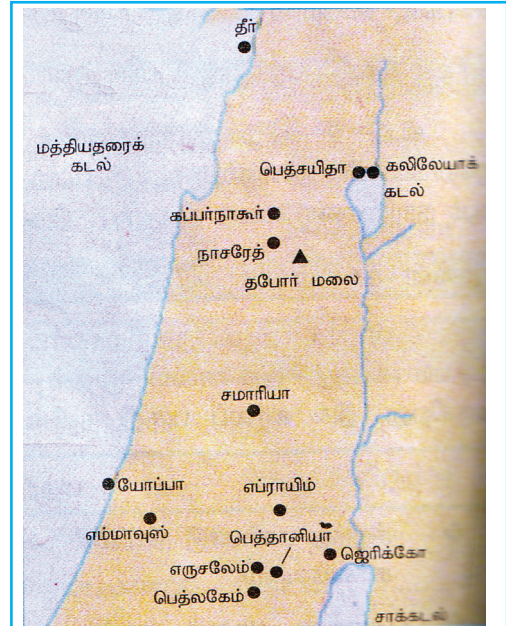 தீர்
மத்தியதரைக்
கடல்
பெத்சயிதா
கலிலேயாக்
கடல்
கப்பர்நாகூர்
நாசரேத்
தபோர் மலை
சமாரியா
யோப்பா
எப்ராயிம்
எம்மாவுஸ்
பெத்தானியா
ஜெரிக்கோ
எருசலேம்
பெத்லகேம்
சாக்கடல்